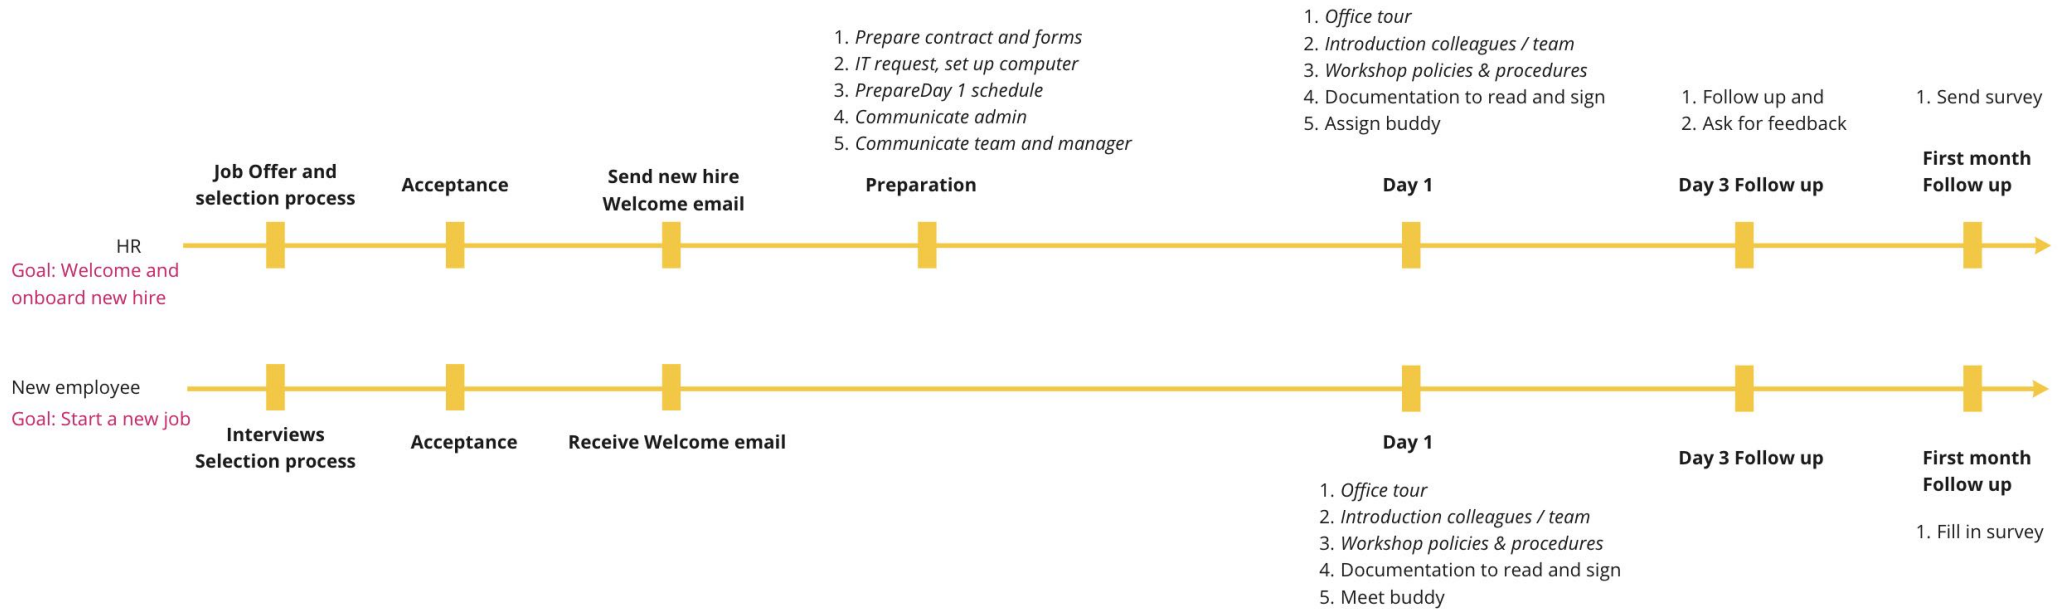 1. Office tour
2. Introduction colleagues / team
3. Workshop policies & procedures
4. Documentation to read and sign
5. Assign buddy
1. Prepare contract and forms
2. IT request, set up computer
3. PrepareDay 1 schedule
4. Communicate admin
5. Communicate team and manager
1. Follow up and
2. Ask for feedback
1. Send survey
Job Offer and
selection process
Acceptance
Send new hire
Welcome email
Preparation
Day 1
Day 3 Follow up
First month
Follow up
HR
Goal: Welcome and
onboard new hire
New employee
Goal: Start a new job
Interviews
Selection process
Acceptance
Receive Welcome email
Day 1
Day 3 Follow up
First month
Follow up
1. Office tour
2. Introduction colleagues / team
3. Workshop policies & procedures
4. Documentation to read and sign
5. Meet buddy
1. Fill in survey